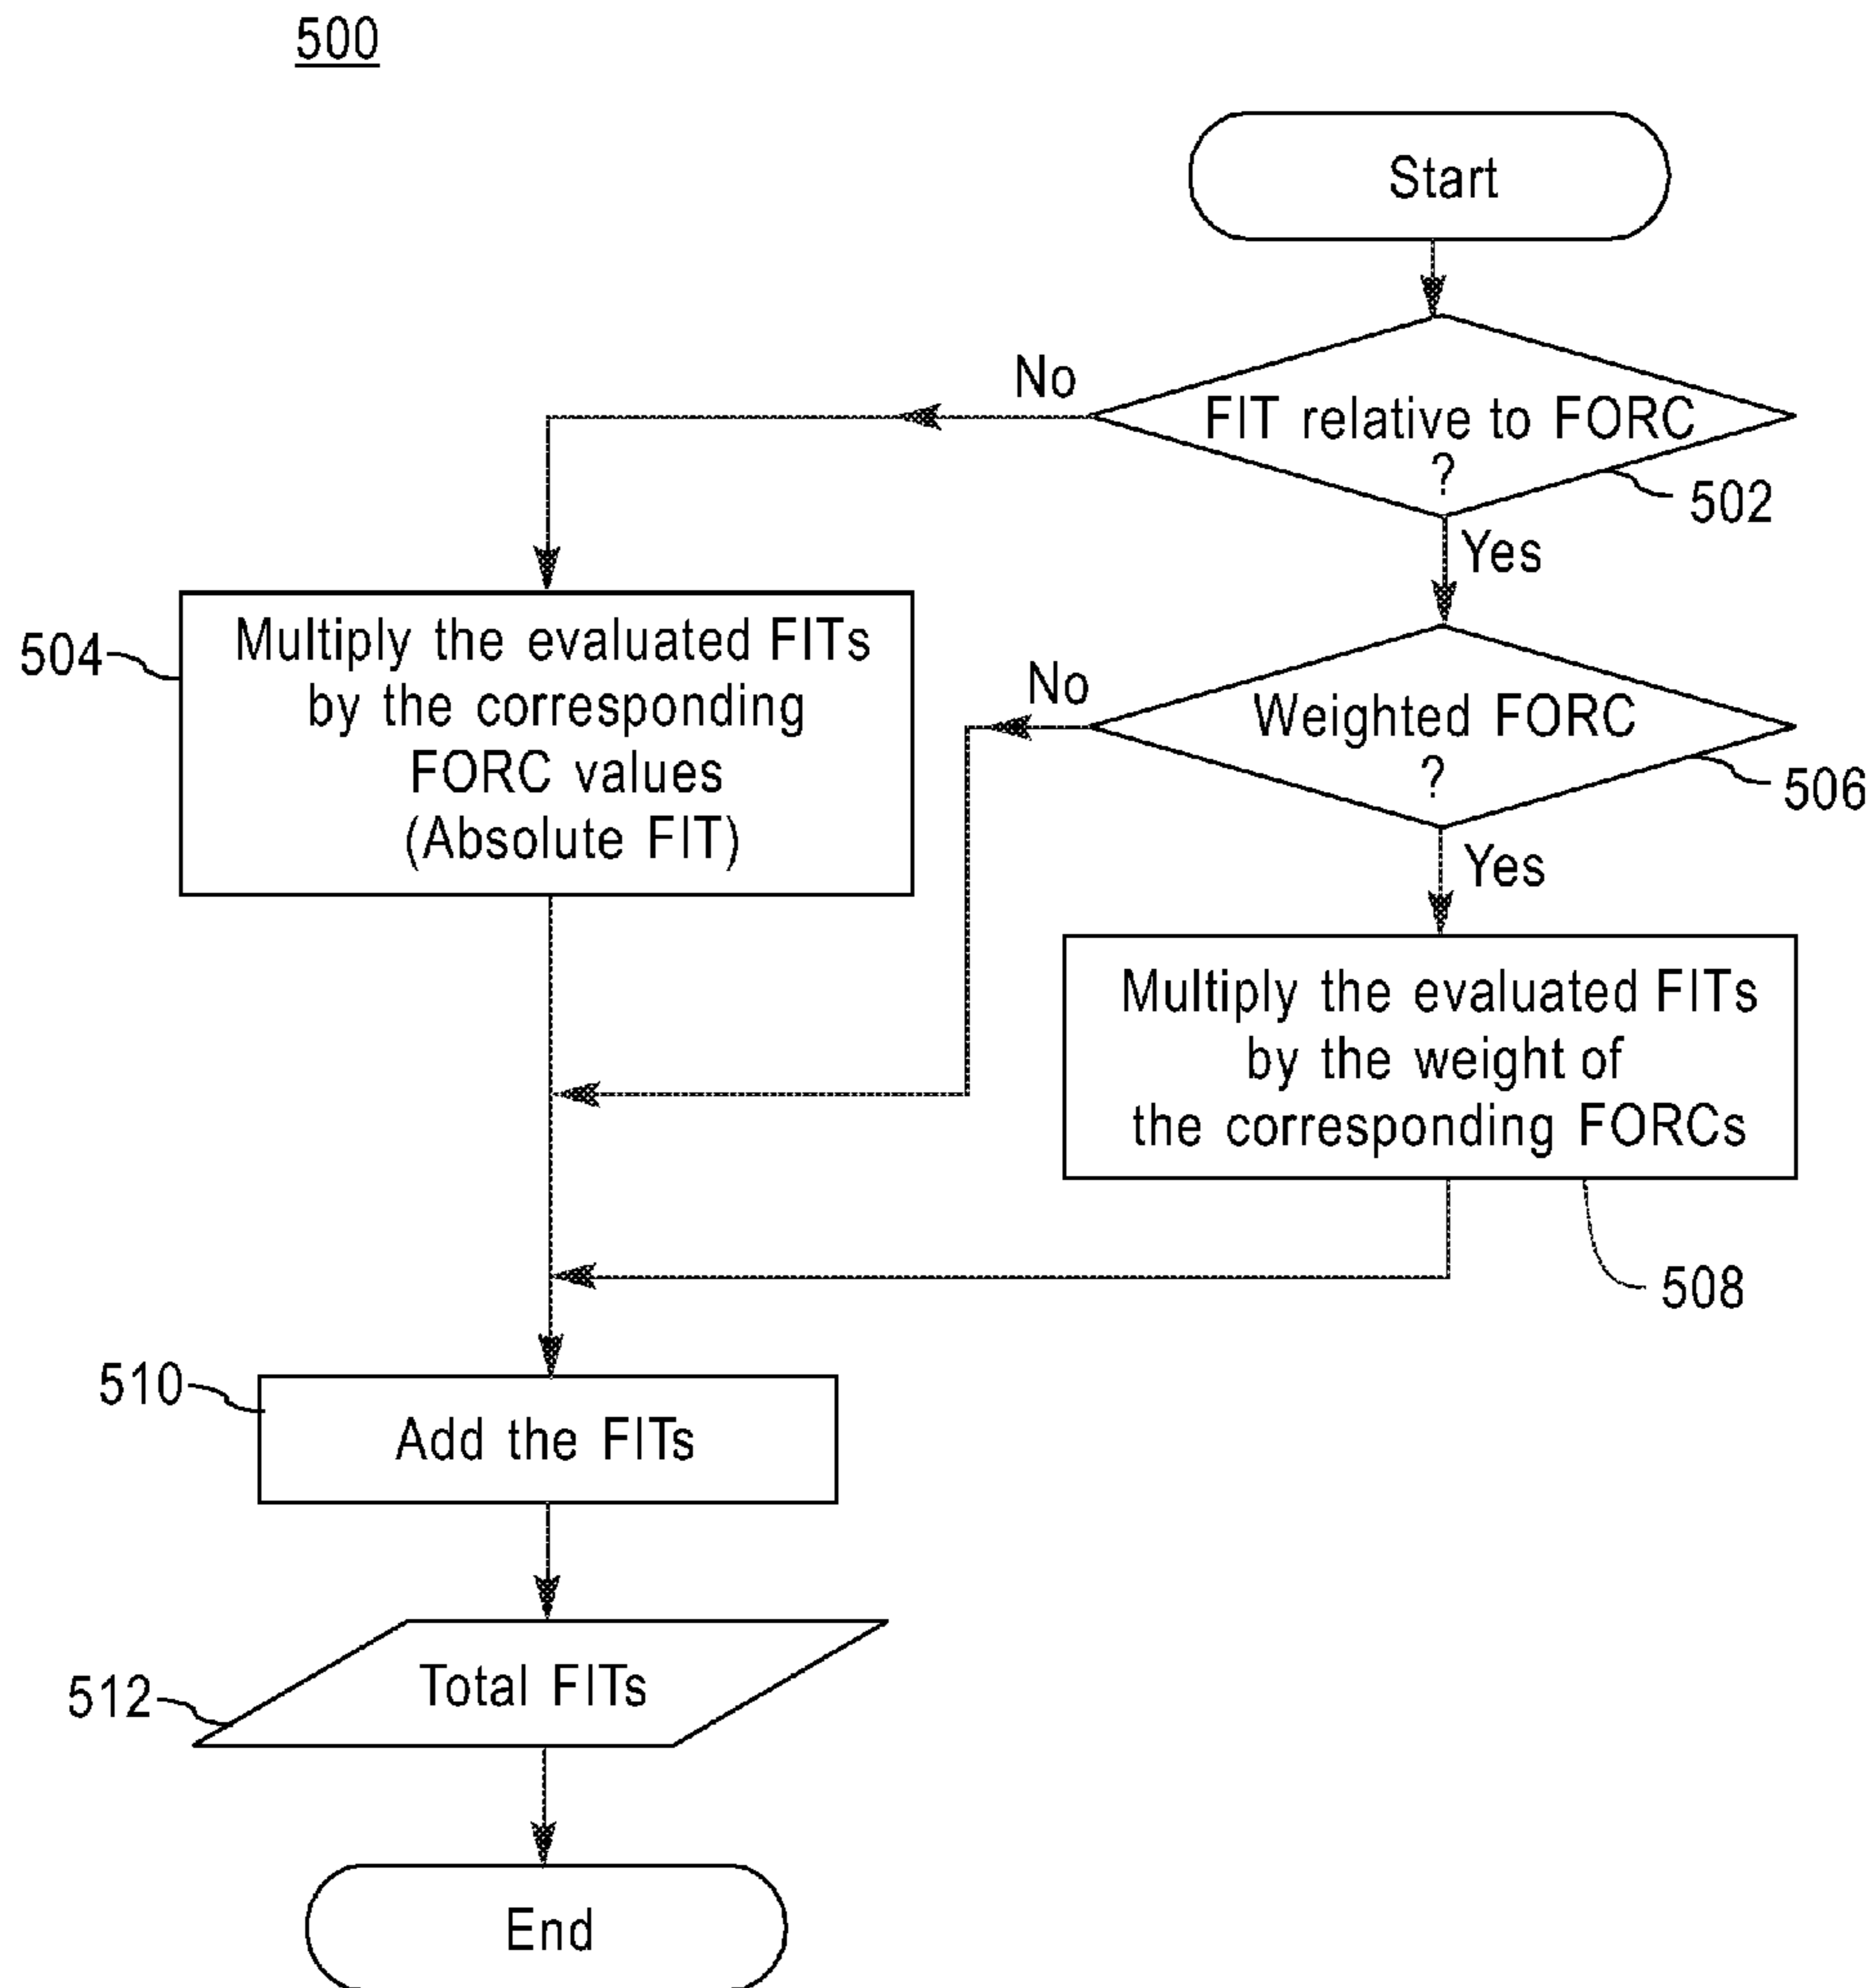 500
Start
No
FIT relative to FORC
?
502
Yes
504
Multiply the evaluated FITs
by the corresponding
FORC values
(Absolute FIT)
No
Weighted FORC
?
506
Yes
Multiply the evaluated FITs
by the weight of
the corresponding FORCs
508
510
Add the FITs
512
Total FITs
End